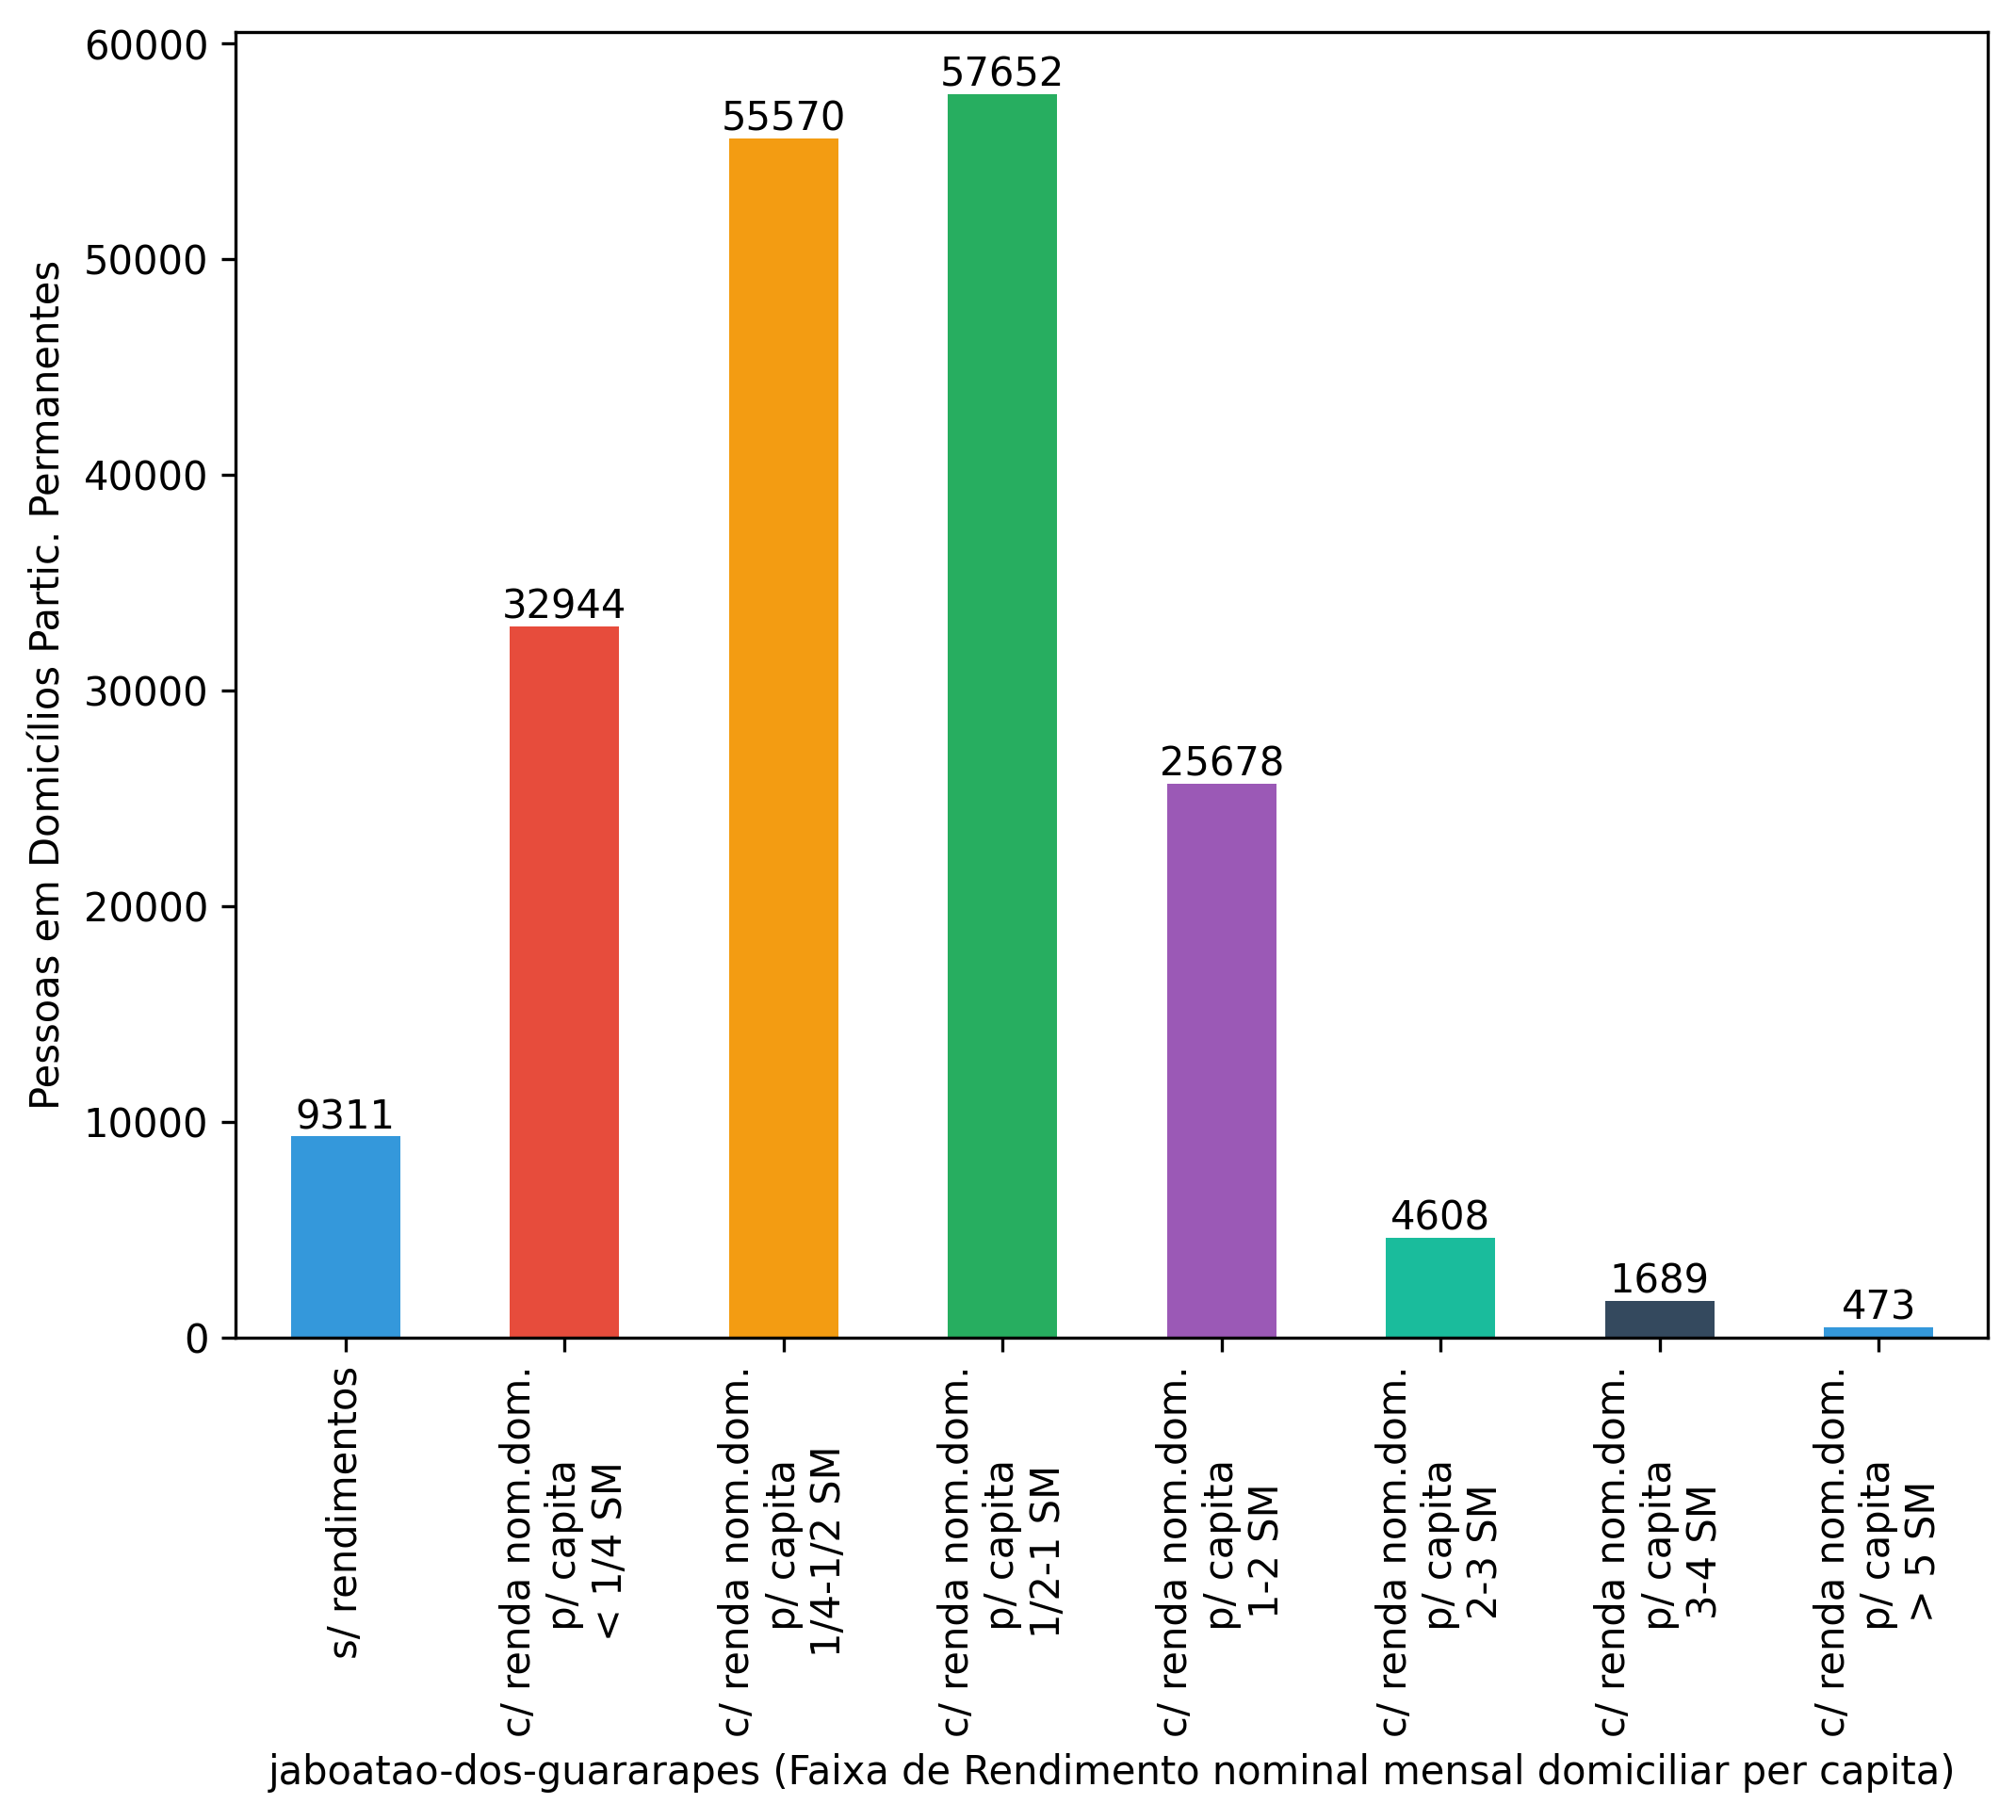 Pessoas em Domicílios Partic. Permanentes
60000
50000
40000
30000
20000
10000
0
9311
32944
55570
57652
25678
4608
1689
473
s/ rendimentos
c/ renda nom.dom.
p/ capita
< 1/4 SM
c/ renda nom.dom.
p/ capita
1/4-1/2 SM
c/ renda nom.dom.
p/ capita
1/2-1 SM
c/ renda nom.dom.
p/ capita
1-2 SM
c/ renda nom.dom.
p/ capita
2-3 SM
c/ renda nom.dom.
p/ capita
3-4 SM
c/ renda nom.dom.
p/ capita
> 5 SM
jaboatao-dos-guararapes (Faixa de Rendimento nominal mensal domiciliar per capita)